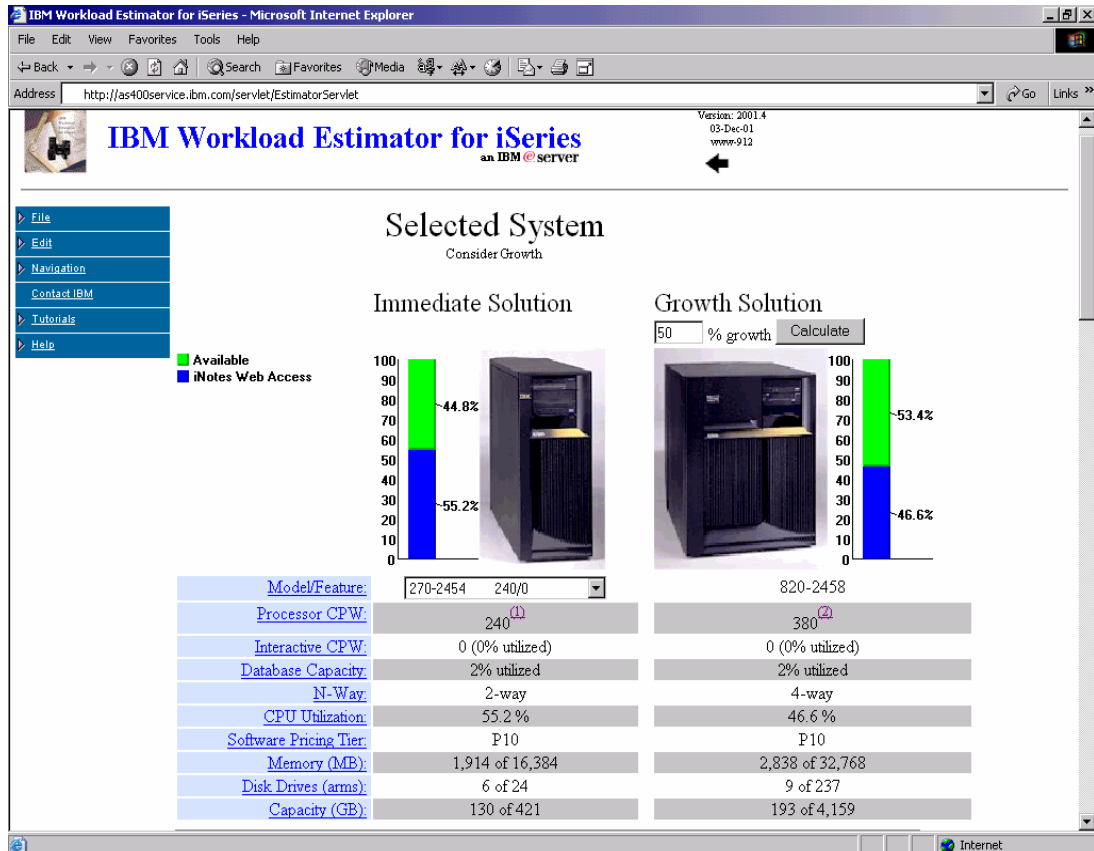 IBM Workload Estimator for iSeries - Microsoft Internet Explorer
File Edit View Favorites Tools Help
Back Search Favorites Media
Address http://as400service.ibm.com/servlet/EstimatorServlet Go Links »
IBM Workload Estimator for iSeries
an IBM e server
Version: 2001.4
03-Dec-01
www-912
File
Edit
Navigation
Contact IBM
Tutorials
Help
Selected System
Consider Growth
Immediate Solution Growth Solution
50 % growth Calculate
Available
iNotes Web Access
100
90
80
70
60
50
40
30
20
10
0
44.8%
55.2%
100
90
80
70
60
50
40
30
20
10
0
53.4%
46.6%
Model/Feature: 270-2454 240/0 820-2458
Processor CPW: 240(1) 380(2)
Interactive CPW: 0 (0% utilized) 0 (0% utilized)
Database Capacity: 2% utilized 2% utilized
N-Way: 2-way 4-way
CPU Utilization: 55.2 % 46.6 %
Software Pricing Tier: P10 P10
Memory (MB): 1,914 of 16,384 2,838 of 32,768
Disk Drives (arms): 6 of 24 9 of 237
Capacity (GB): 130 of 421 193 of 4,159
Internet